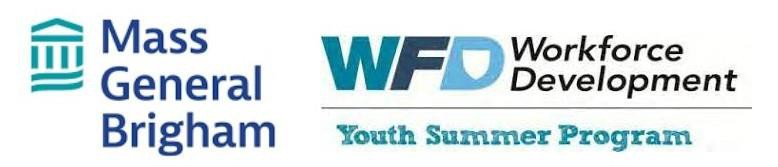 Mass
General
Brigham
WFD Workforce
Development
Youth Summer Program